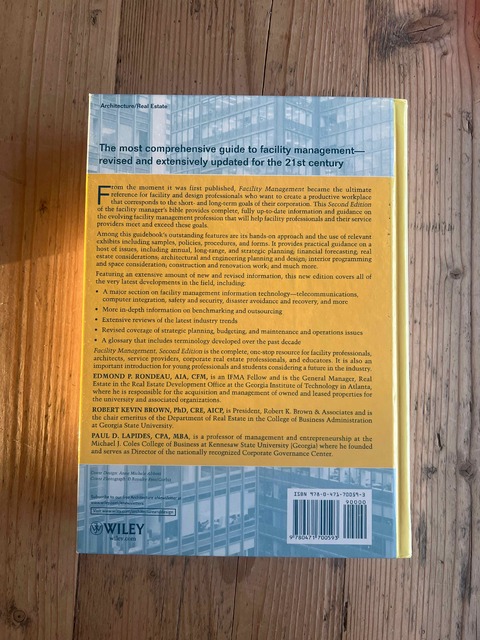 Architecture/Real Estate
The most comprehensive guide to facility management—
revised and extensively updated for the 21st century
From the moment it was first published, Facility Management became the ultimate
reference for facility and design professionals who want to create a productive workplace
that corresponds to the short- and long-term goals of their corporation. This Second Edition
of the facility manager's bible provides complete, fully up-to-date information and guidance on
the evolving facility management profession that will help facility professionals and their service
providers meet and exceed these goals.
Among this guidebook's outstanding features are its hands-on approach and the use of relevant
exhibits including samples, policies, procedures, and forms. It provides practical guidance on a
host of issues, including annual, long-range, and strategic planning; financial forecasting; real
estate considerations; architectural and engineering planning and design; interior programming
and space consideration; construction and renovation work, and much more.
Featuring an extensive amount of new and revised information, this new edition covers all of
the very latest developments in the field, including:
• A major section on facility management information technology—telecommunications,
computer integration, safety and security, disaster avoidance and recovery, and more
• More in-depth information on benchmarking and outsourcing
• Extensive reviews of the latest industry trends
• Revised coverage of strategic planning, budgeting, and maintenance and operations issues
• A glossary that includes terminology developed over the past decade
Facility Management, Second Edition is the complete, one-stop resource for facility professionals,
architects, service providers, corporate real estate professionals, and educators. It is also an
important introduction for young professionals and students considering a future in the industry.
EDMOND P. RONDEAU, AIA, CFM, is an IFMA Fellow and is the General Manager, Real
Estate in the Real Estate Development Office at the Georgia Institute of Technology in Atlanta,
where he is responsible for the acquisition and management of owned and leased properties for
the university and associated organizations.
ROBERT KEVIN BROWN, PhD, CRE, AICP, is President, Robert K. Brown & Associates and is
the chair emeritus of the Department of Real Estate in the College of Business Administration
at Georgia State University.
PAUL D. LAPIDES, CPA, MBA, is a professor of management and entrepreneurship at the
Michael J. Coles College of Business at Kennesaw State University (Georgia) where he founded
and serves as Director of the nationally recognized Corporate Governance Center.
Cover Design:
Cover Photograph:
WILEY
wiley.com
ISBN 978-0-471-70059-3
90000
9 780471 700593